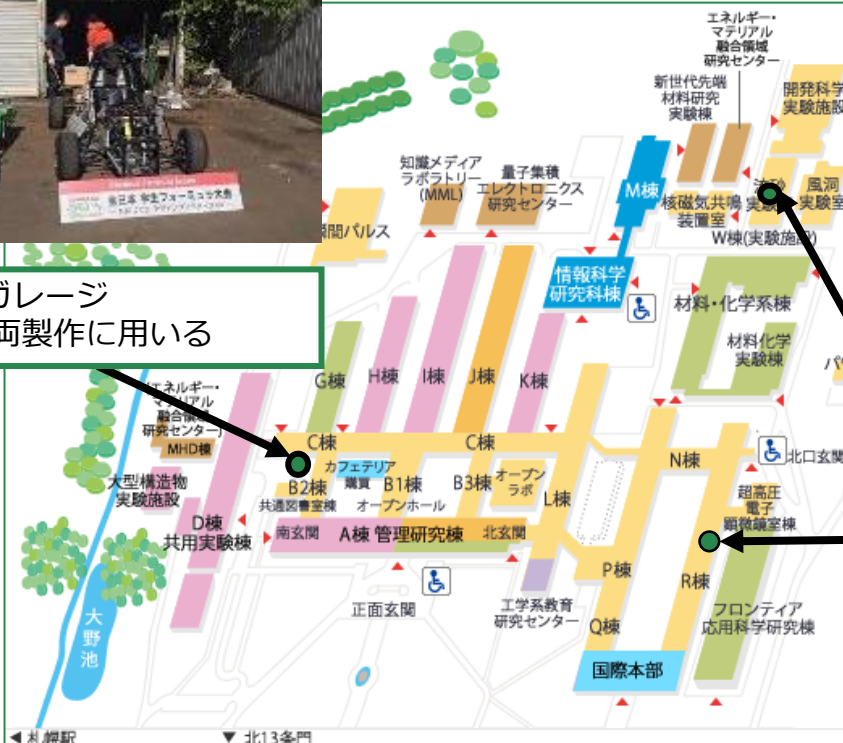 エネルギー・
マテリアル
融合領域
研究センター
新世代先端
材料研究
実験棟
開発科学
実験施設
知識メディア
ラボラトリー
(MML)
量子集積
エレクトロニクス
研究センター
M棟
核磁気共鳴
装置室
風洞
実験室
W棟(実験施設)
間パルス
情報科学
研究科棟
材料・化学系棟
材料化学
実験棟
ガレージ
両製作に用いる
G棟
H棟
I棟
J棟
K棟
エネルギー・
マテリアル
融合領域
研究センター
MHD棟
C棟
C棟
カフェテリア
購買
B2棟
共通図書室棟
B1棟
オープンホール
B3棟
オープン
ラボ
L棟
N棟
北口玄関
大型構造物
実験施設
超高圧
電子
顕微鏡室棟
D棟
共用実験棟
南玄関
A棟 管理研究棟
北玄関
P棟
R棟
正面玄関
工学系教育
研究センター
Q棟
フロンティア
応用科学研究棟
大野池
国際本部
◀ 札幌駅
▼ 北13条門